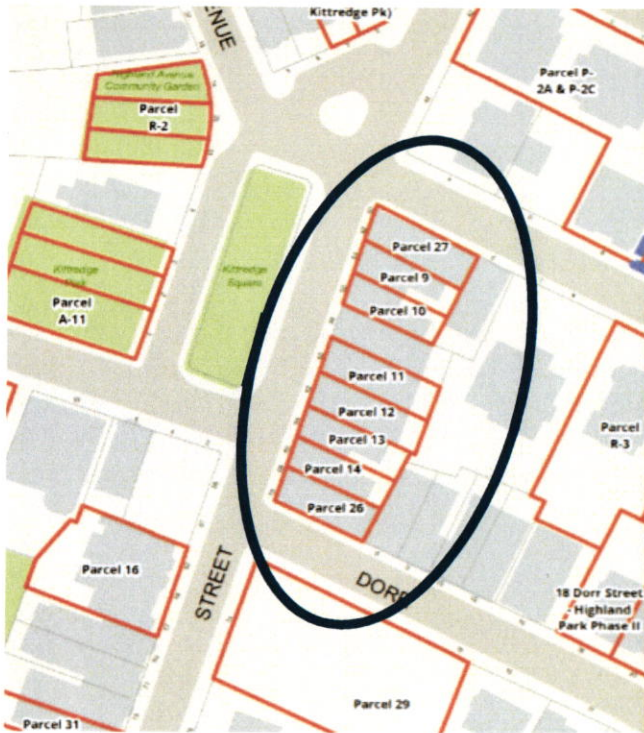 Kittredge Pk)
ENUE
Parcel P-
2A & P-2C
Highland Avenue
Community Garden
Parcel
R-2
Parcel 27
Kittredge
Square
Parcel 9
Parcel
A-11
Parcel 10
Parcel 11
Parcel 12
Parcel
R-3
Parcel 13
Parcel 14
Parcel 26
Parcel 16
STREET
DORR
18 Dorr Street
- Highland
Park Phase II
Parcel 29
Parcel 31